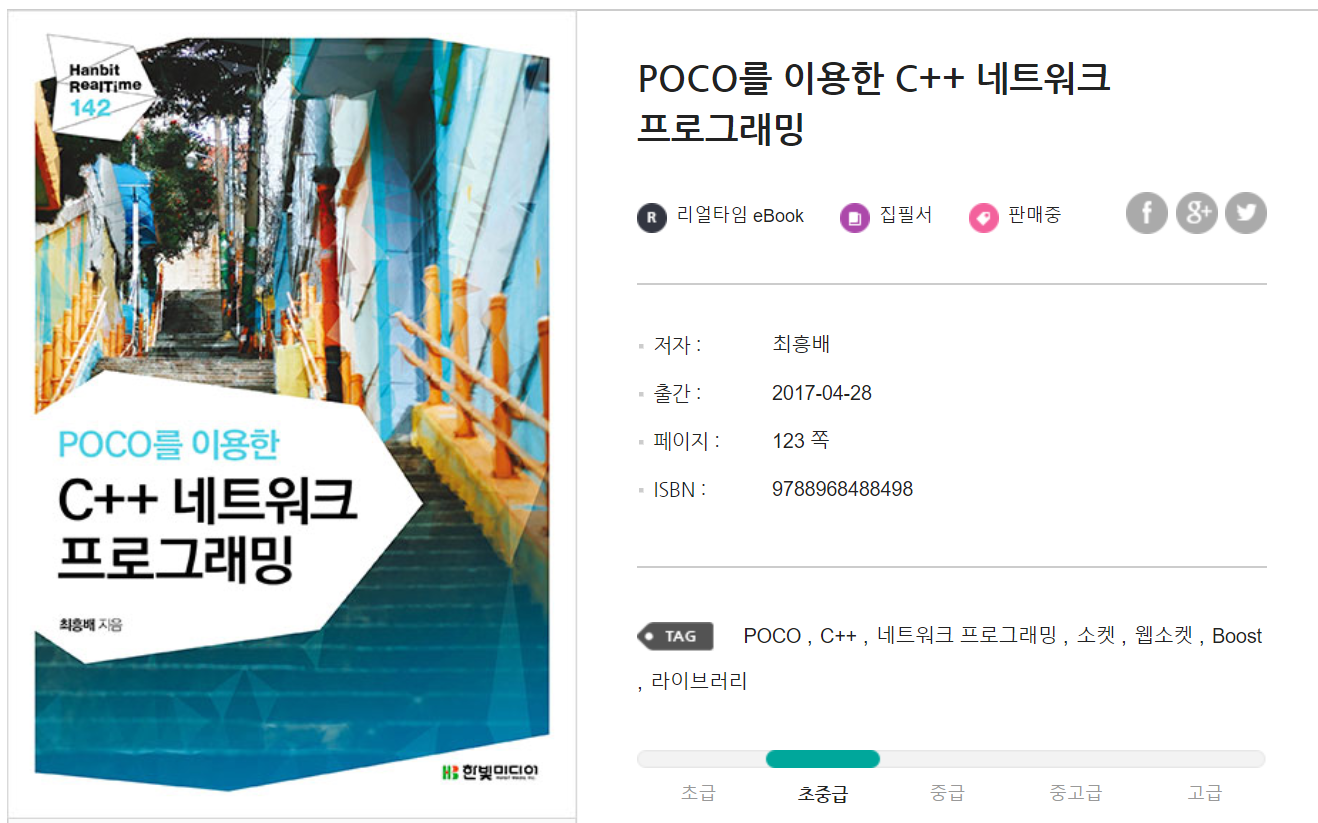 Hanbit
RealTime
142
POCO를 이용한
C++ 네트워크
프로그래밍
최흥배 지음
한빛미디어
POCO를 이용한 C++ 네트워크
프로그래밍
R 리얼타임 eBook 집필서 판매중 f g+
저자 : 최흥배
출간 : 2017-04-28
페이지 : 123 쪽
ISBN : 9788968488498
TAG POCO , C++ , 네트워크 프로그래밍 , 소켓 , 웹소켓 , Boost
, 라이브러리
초급 초중급 중급 중고급 고급